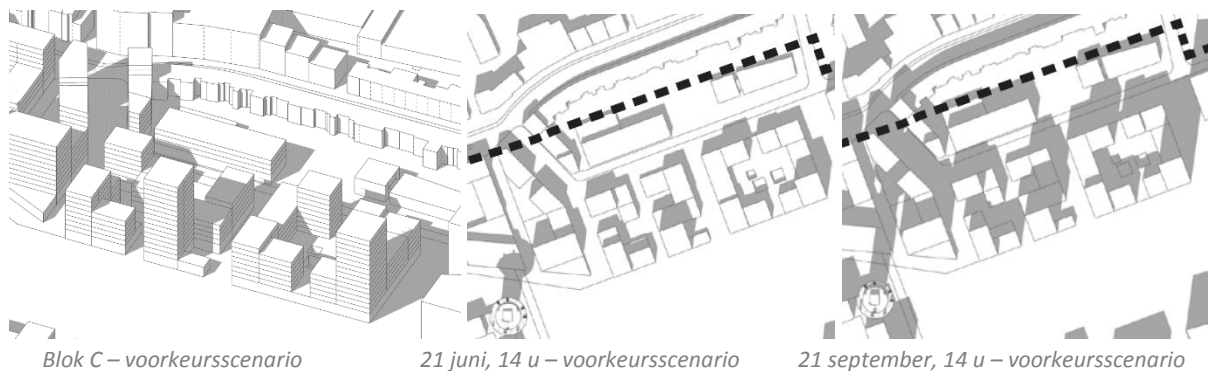 Blok C – voorkeursscenario
21 juni, 14 u – voorkeursscenario
21 september, 14 u – voorkeursscenario